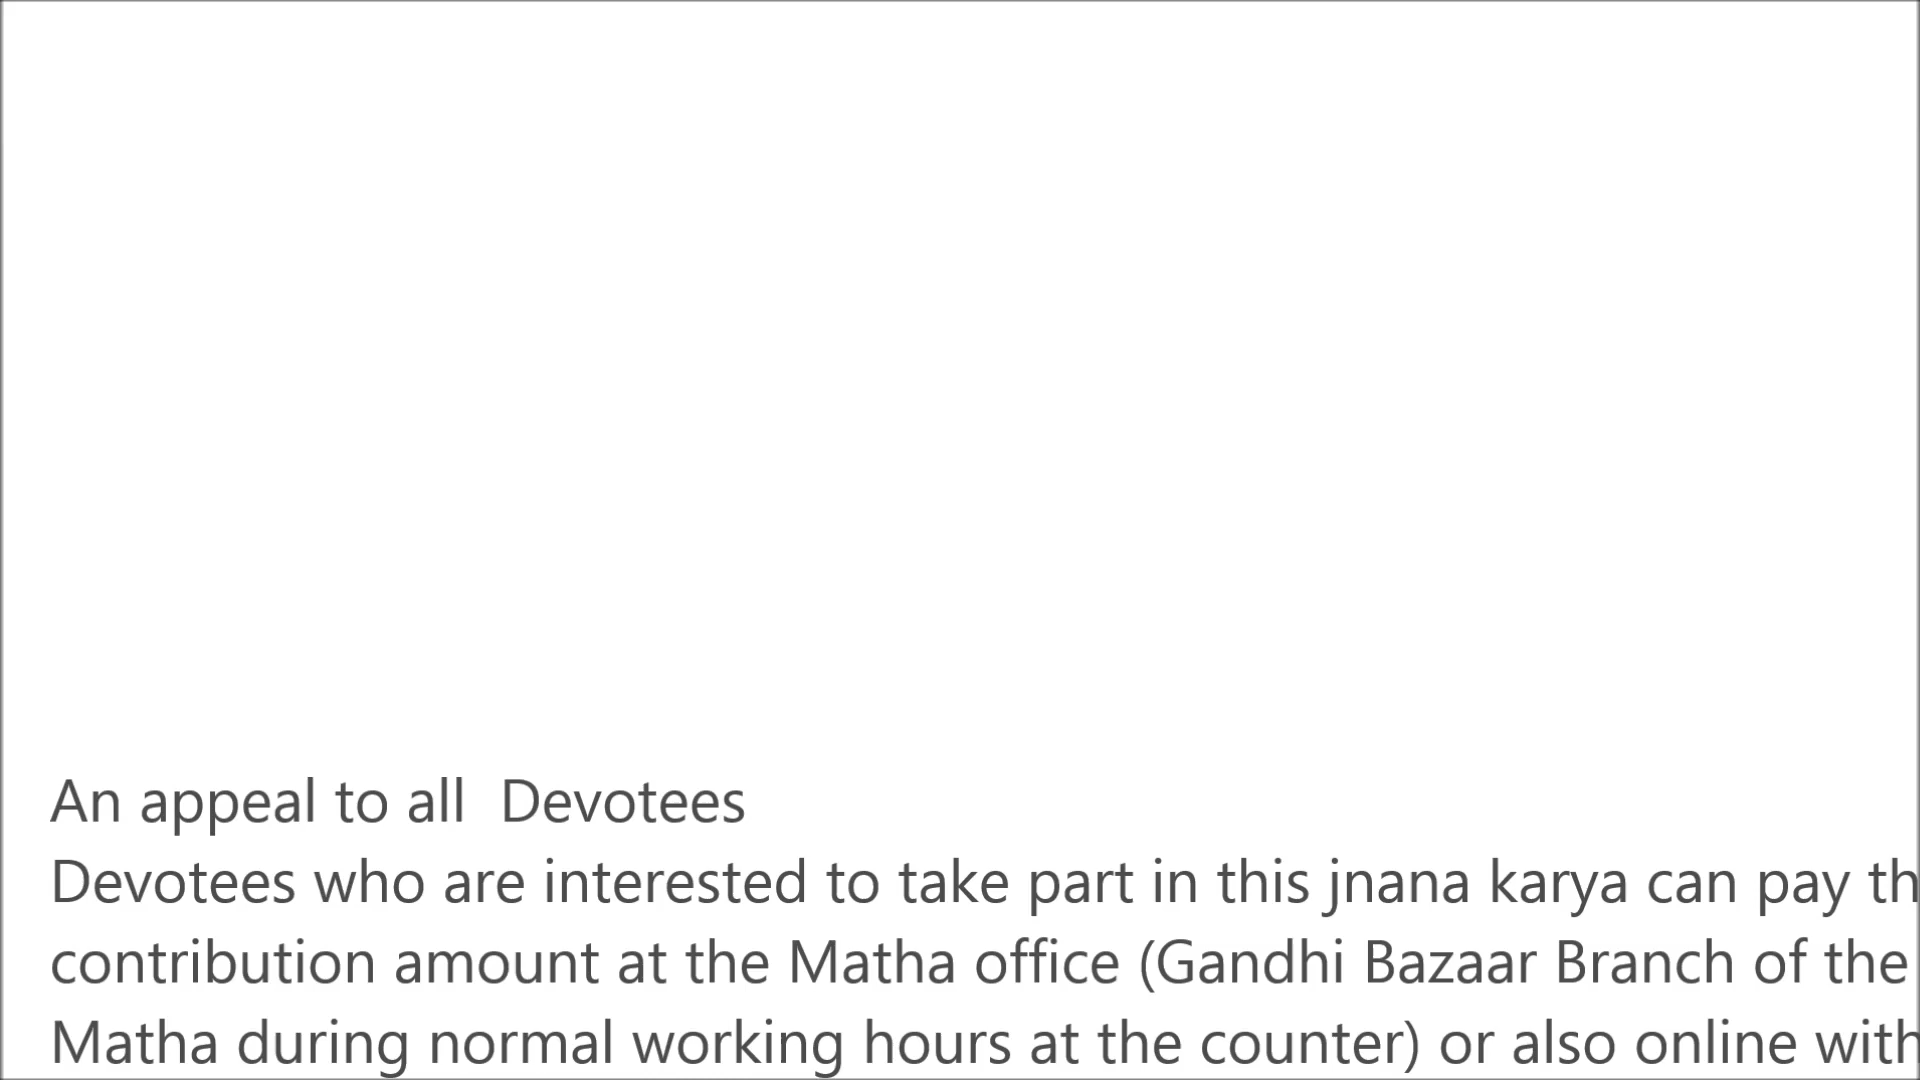 An appeal to all  Devotees
Devotees who are interested to take part in this jnana karya can pay th
contribution amount at the Matha office (Gandhi Bazaar Branch of the
Matha during normal working hours at the counter) or also online with